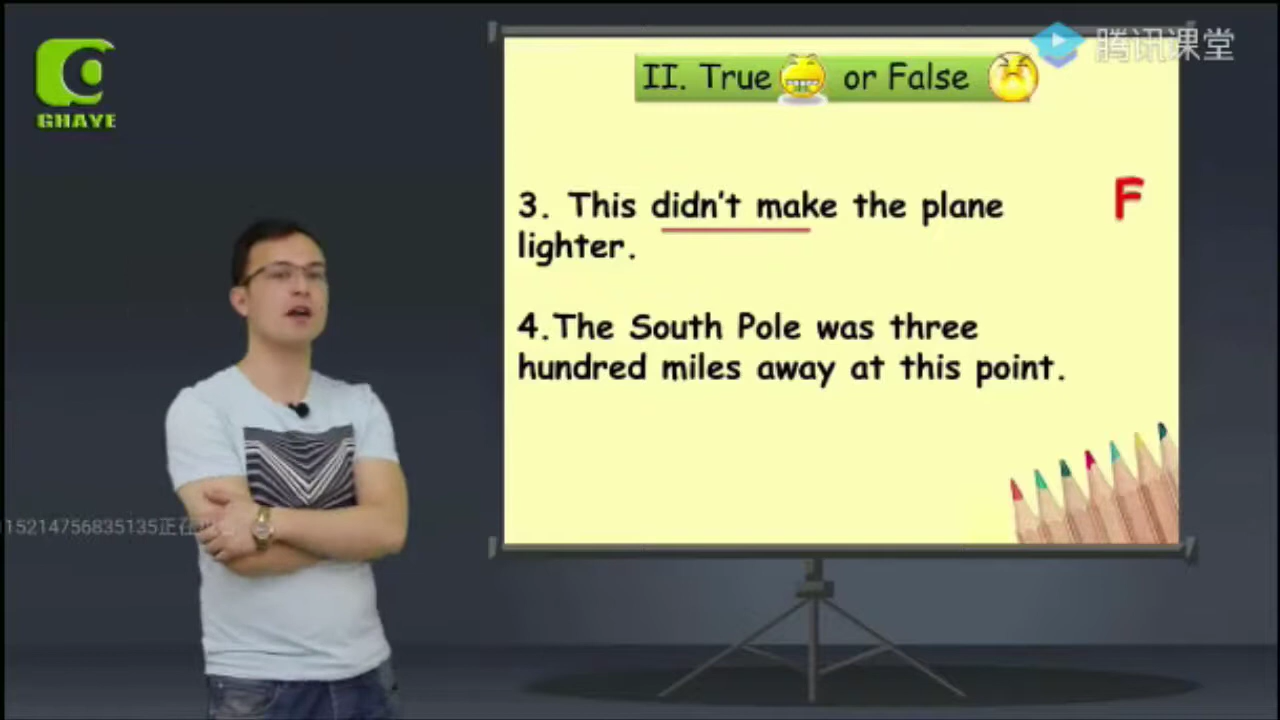 GHAYE
腾讯课堂
II. True or False
3. This didn't make the plane
lighter.
F
4.The South Pole was three
hundred miles away at this point.
115214756835135正在